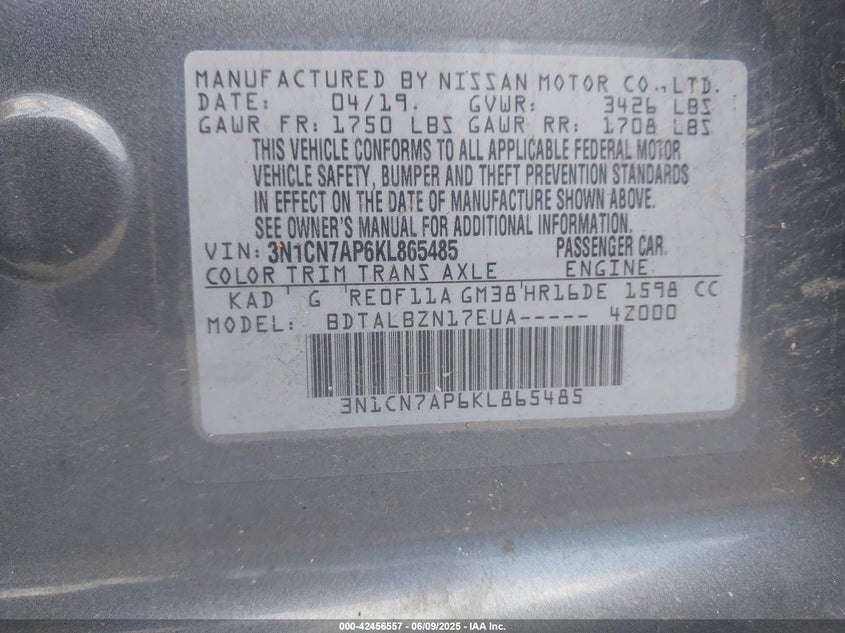 MANUFACTURED BY NISSAN MOTOR CO., LTD.
DATE: 04/19. GVWR: 3426 LBS
GAWR FR: 1750 LBS GAWR RR: 1708 LBS
THIS VEHICLE CONFORMS TO ALL APPLICABLE FEDERAL MOTOR
VEHICLE SAFETY, BUMPER AND THEFT PREVENTION STANDARDS
IN EFFECT ON THE DATE OF MANUFACTURE SHOWN ABOVE.
SEE OWNER'S MANUAL FOR ADDITIONAL INFORMATION.
VIN: 3N1CN7AP6KL865485 PASSENGER CAR.
COLOR TRIM TRANS AXLE ENGINE
KAD ' G 'RE0F11A GM38'HR16DE 1598 CC
MODEL: BDTALBZN17EUA----- 4Z000
3N1CN7AP6KL865485
000-42456557 - 06/09/2025 - IAA Inc.